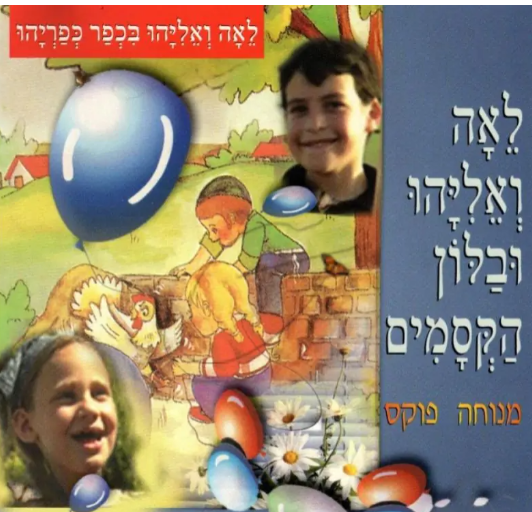 לֵאָה וְאֵלִיָּהוּ בִּכְפַר כְּפַרְיָהוּ
לֵאָה
וְאֵלִיָּהוּ
וּבַלּוֹן
הַקְּסָמִים
מנוחה פוקס